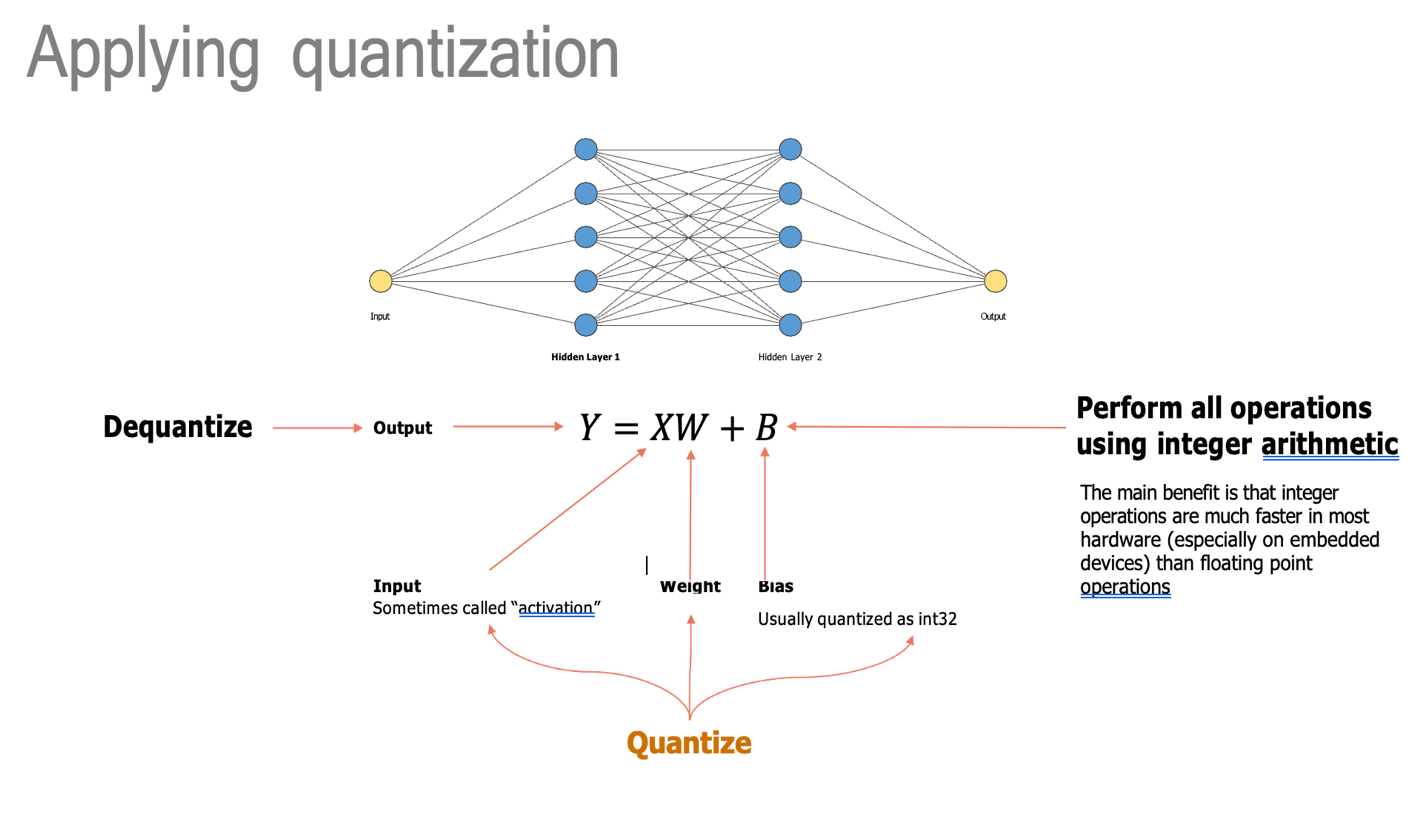 Applying quantization
Input
Output
Hidden Layer 1
Hidden Layer 2
Dequantize
Output
Y = XW + B
Perform all operations
using integer arithmetic
The main benefit is that integer
operations are much faster in most
hardware (especially on embedded
devices) than floating point
operations
Input
Sometimes called “activation”
Weight
Bias
Usually quantized as int32
Quantize